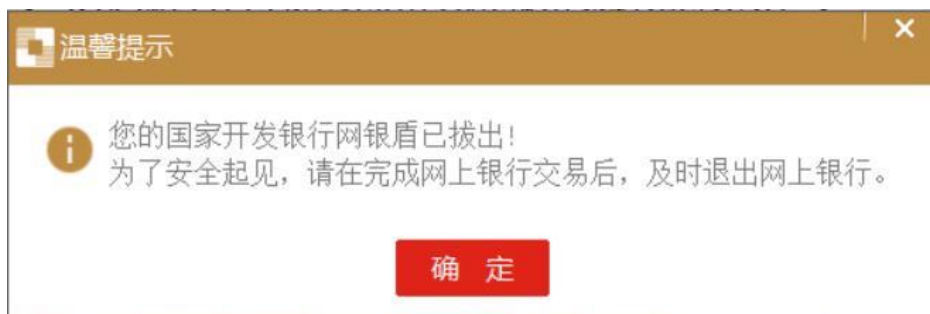 温馨提示
您的国家开发银行网银盾已拔出!
为了安全起见，请在完成网上银行交易后，及时退出网上银行。
确 定